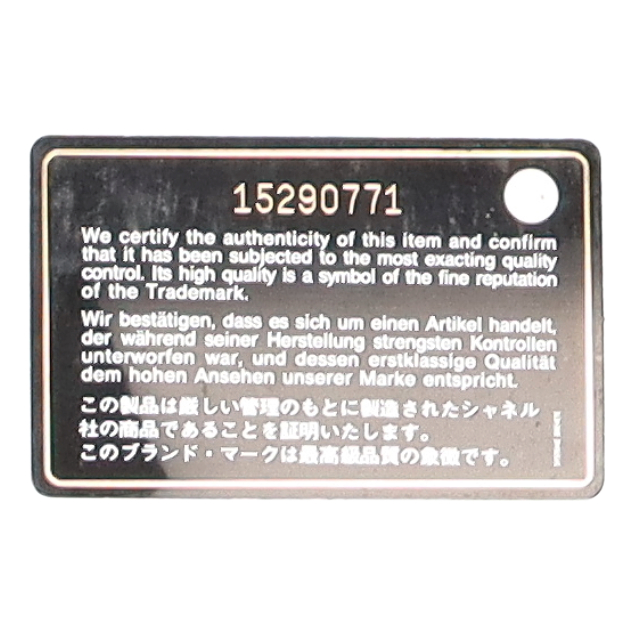 15290771
We certify the authenticity of this item and confirm
that it has been subjected to the most exacting quality
control. Its high quality is a symbol of the fine reputation
of the Trademark.
Wir bestätigen, dass es sich um einen Artikel handelt,
der während seiner Herstellung strengsten Kontrollen
unterworfen war, und dessen erstklassige Qualität
dem hohen Ansehen unserer Marke entspricht.
この製品は厳しい管理のもとに製造されたシャネル
社の商品であることを証明いたします。
このブランド・マークは最高級品質の象徴です。